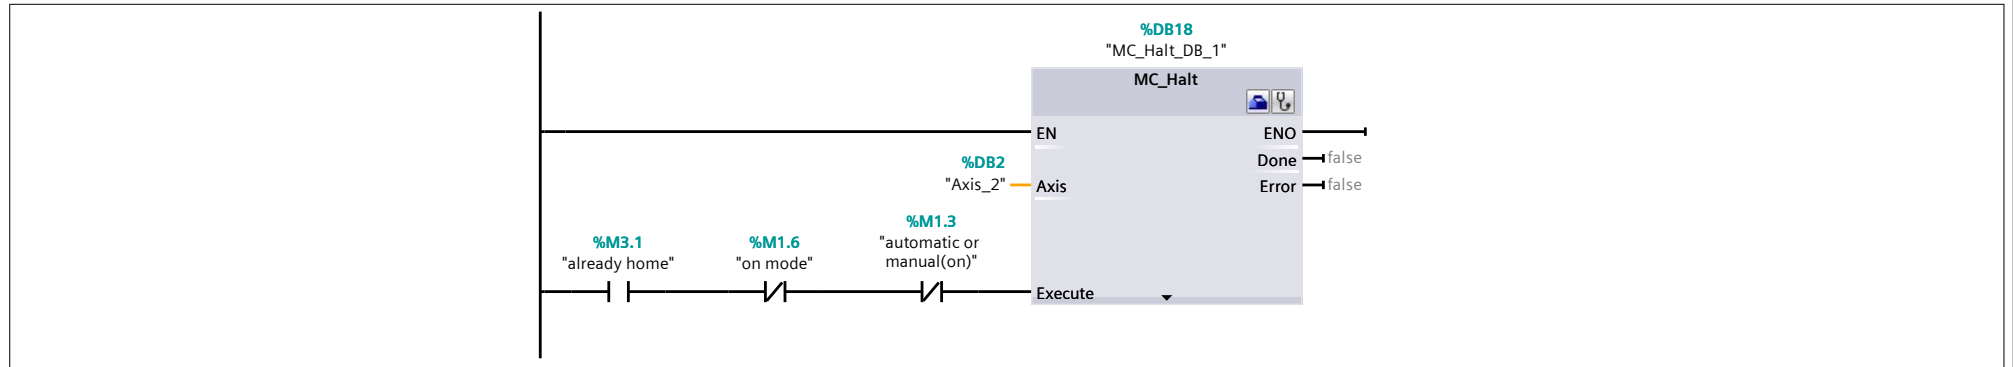 %DB18
"MC_Halt_DB_1"
MC_Halt
EN
ENO
%DB2
"Axis_2"
Axis
Done
false
Error
false
%M3.1
"already home"
%M1.6
"on mode"
%M1.3
"automatic or
manual(on)"
Execute